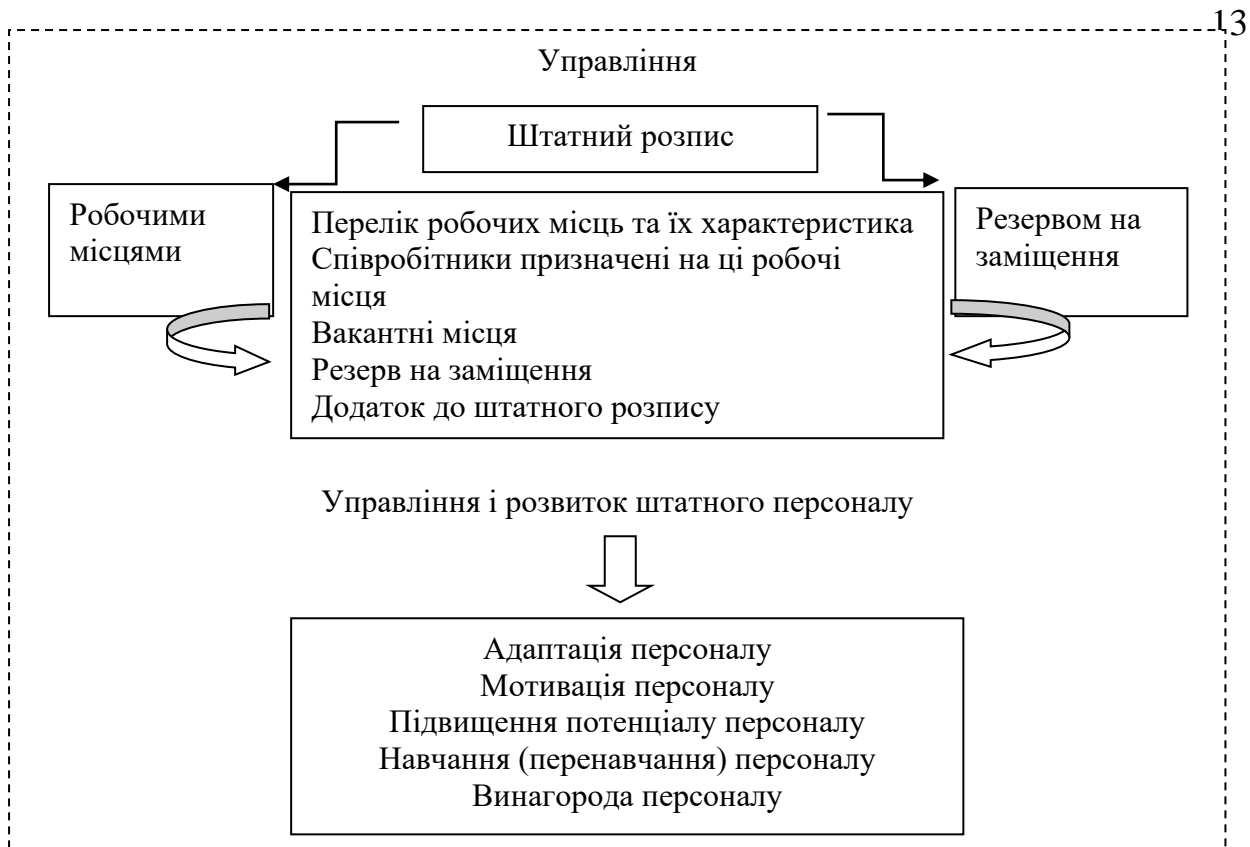 13
Управління
Штатний розпис
Робочими
місцями
Перелік робочих місць та їх характеристика
Співробітники призначені на ці робочі
місця
Вакантні місця
Резерв на заміщення
Додаток до штатного розпису
Резервом на
заміщення
Управління і розвиток штатного персоналу
Адаптація персоналу
Мотивація персоналу
Підвищення потенціалу персоналу
Навчання (перенавчання) персоналу
Винагорода персоналу